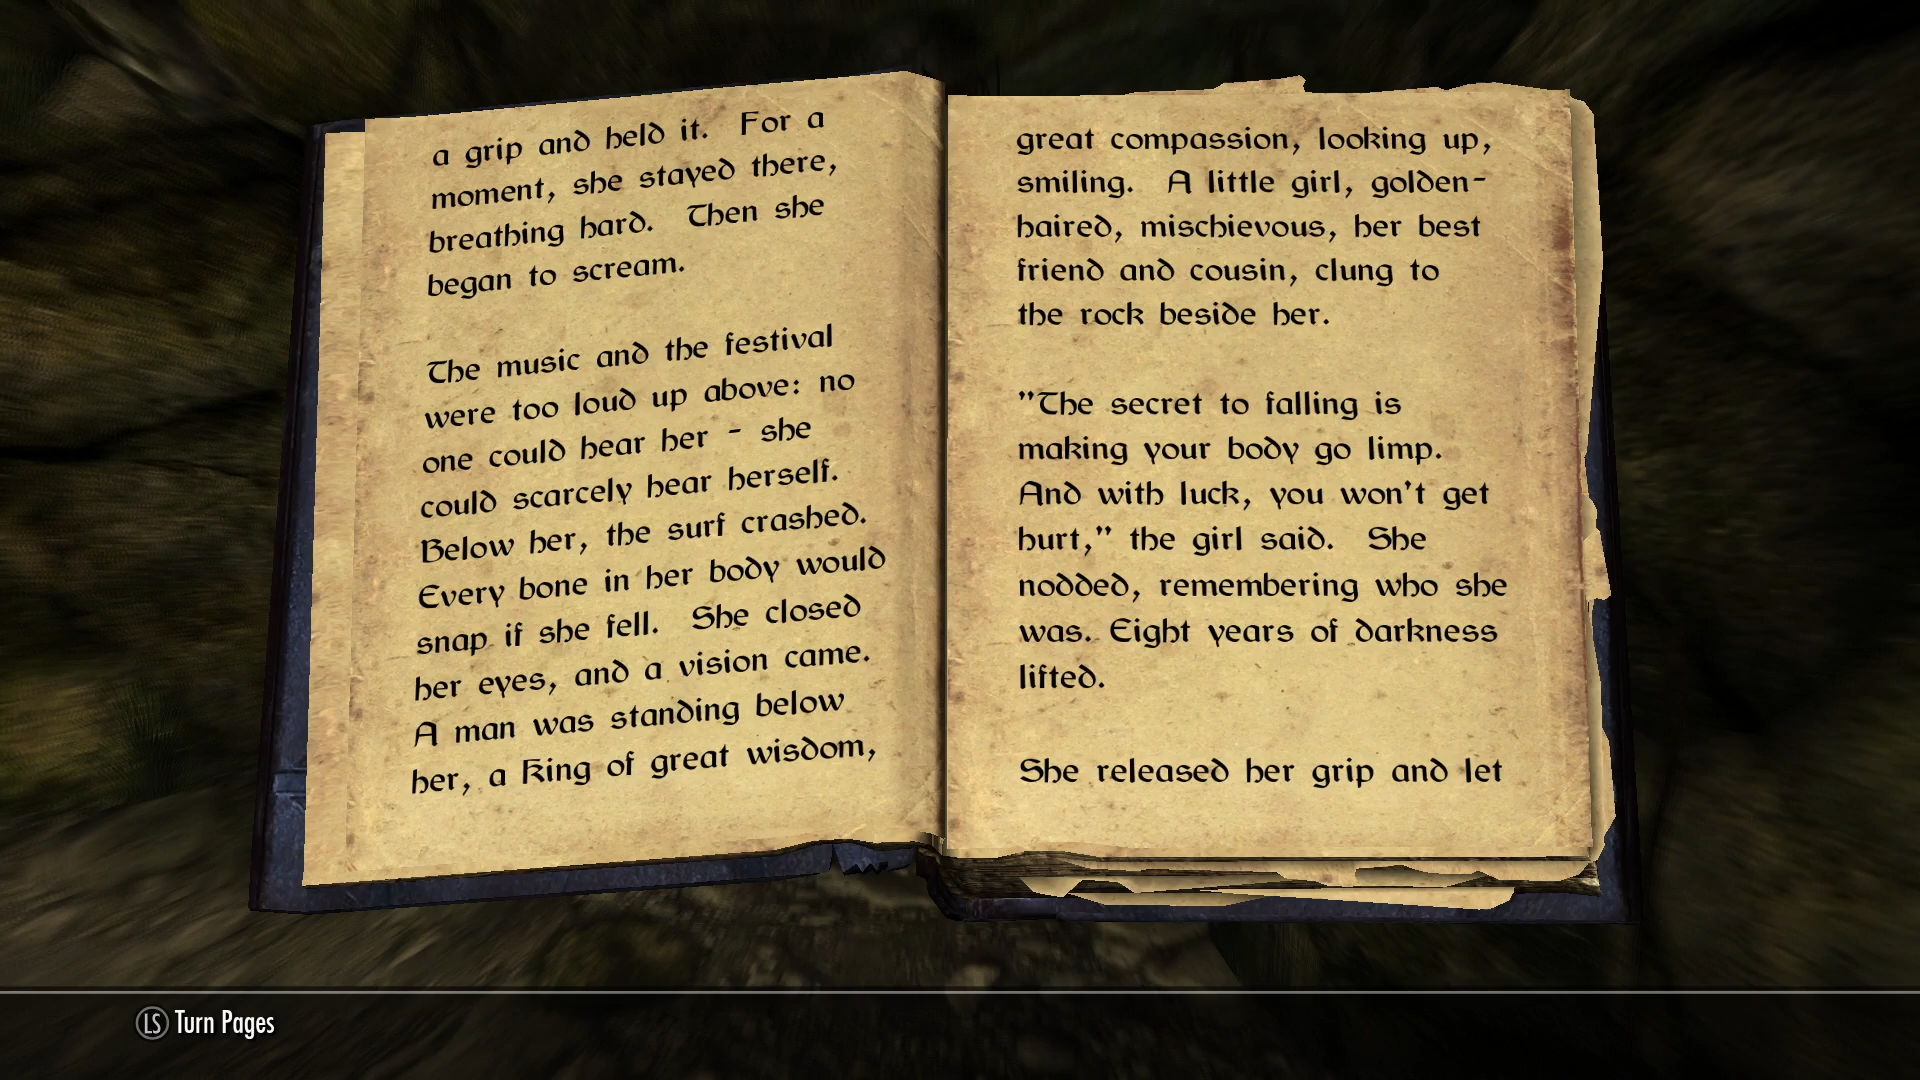 a grip and held it.  For a
moment, she stayed there,
breathing hard.  Then she
began to scream.
The music and the festival
were too loud up above: no
one could hear her - she
could scarcely hear herself.
Below her, the surf crashed.
Every bone in her body would
snap if she fell.  She closed
her eyes, and a vision came.
A man was standing below
her, a King of great wisdom,
great compassion, looking up,
smiling.  A little girl, golden-
haired, mischievous, her best
friend and cousin, clung to
the rock beside her.
"The secret to falling is
making your body go limp.
And with luck, you won't get
hurt," the girl said.  She
nodded, remembering who she
was. Eight years of darkness
lifted.
She released her grip and let
LS Turn Pages